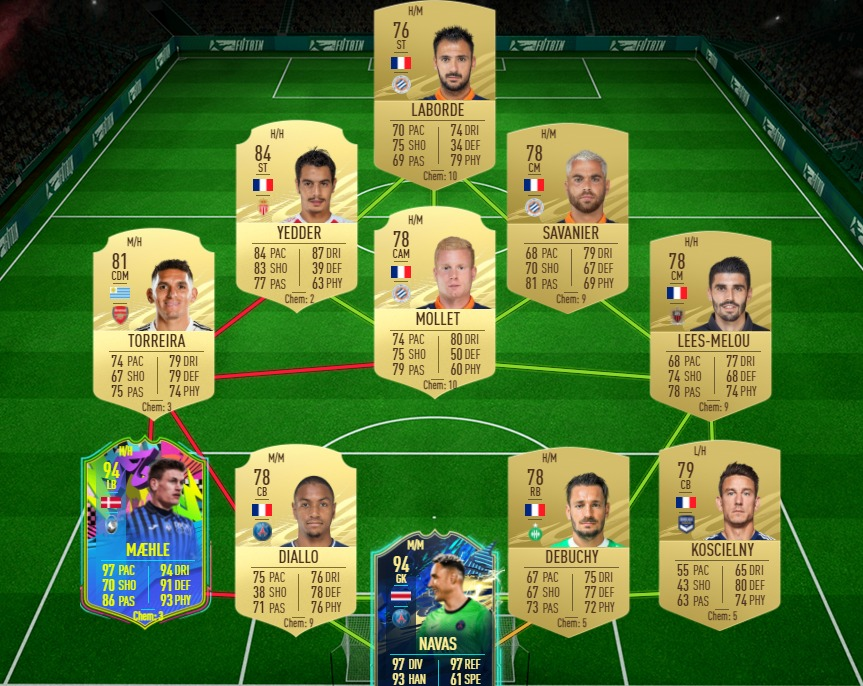 FUTBIN FUTBIN FUTBIN FUTBIN
H/M
76
ST
LABORDE
70 PAC 74 DRI
75 SHO 34 DEF
69 PAS 79 PHY
Chem: 10
H/H
84
ST
YEDDER
84 PAC 87 DRI
83 SHO 39 DEF
77 PAS 63 PHY
Chem: 2
H/M
78
CM
SAVANIER
68 PAC 79 DRI
70 SHO 67 DEF
81 PAS 69 PHY
Chem: 9
M/H
81
CDM
TORREIRA
74 PAC 79 DRI
67 SHO 79 DEF
75 PAS 74 PHY
Chem: 3
H/M
78
CAM
MOLLET
74 PAC 80 DRI
75 SHO 50 DEF
79 PAS 60 PHY
Chem: 10
H/H
78
CM
LEES-MELOU
68 PAC 77 DRI
74 SHO 68 DEF
78 PAS 74 PHY
Chem: 9
M/H
94
LB
MÆHLE
97 PAC 94 DRI
70 SHO 91 DEF
86 PAS 93 PHY
Chem: 3
M/M
78
CB
DIALLO
75 PAC 76 DRI
38 SHO 78 DEF
71 PAS 76 PHY
Chem: 9
M/M
94
GK
NAVAS
97 DIV 97 REF
93 HAN 61 SPE
H/M
78
RB
DEBUCHY
67 PAC 75 DRI
67 SHO 77 DEF
73 PAS 72 PHY
Chem: 5
L/H
79
CB
KOSCIELNY
55 PAC 65 DRI
43 SHO 80 DEF
63 PAS 74 PHY
Chem: 5